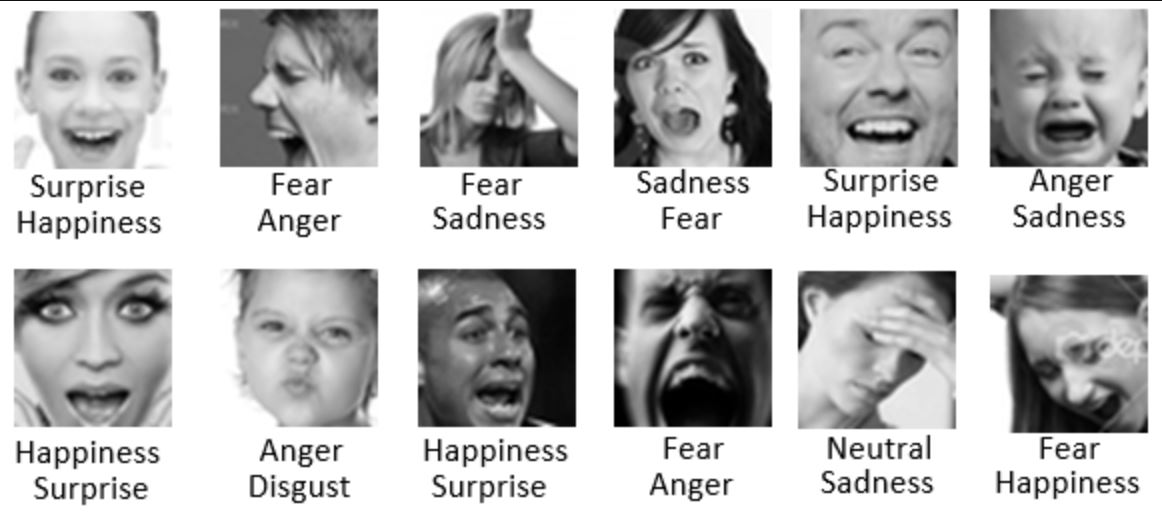 Surprise
Happiness
Fear
Anger
Fear
Sadness
Sadness
Fear
Surprise
Happiness
Anger
Sadness
Happiness
Surprise
Anger
Disgust
Happiness
Surprise
Fear
Anger
Neutral
Sadness
Fear
Happiness